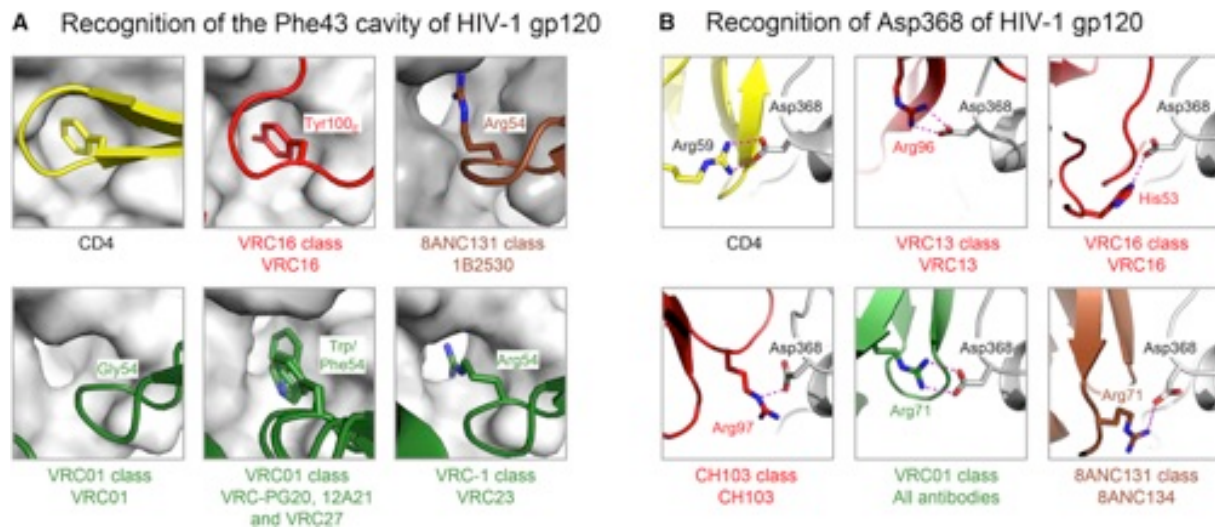 A Recognition of the Phe43 cavity of HIV-1 gp120
Tyr100
Arg54
CD4
VRC16 class
VRC16
8ANC131 class
1B2530
Gly54
Trp/
Phe54
Arg54
VRC01 class
VRC01
VRC01 class
VRC-PG20, 12A21
and VRC27
VRC-1 class
VRC23
B Recognition of Asp368 of HIV-1 gp120
Asp368
Arg59
Asp368
Arg96
Asp368
His53
CD4
VRC13 class
VRC13
VRC16 class
VRC16
Asp368
Arg97
Asp368
Arg71
Asp368
Arg71
CH103 class
CH103
VRC01 class
All antibodies
8ANC131 class
8ANC134